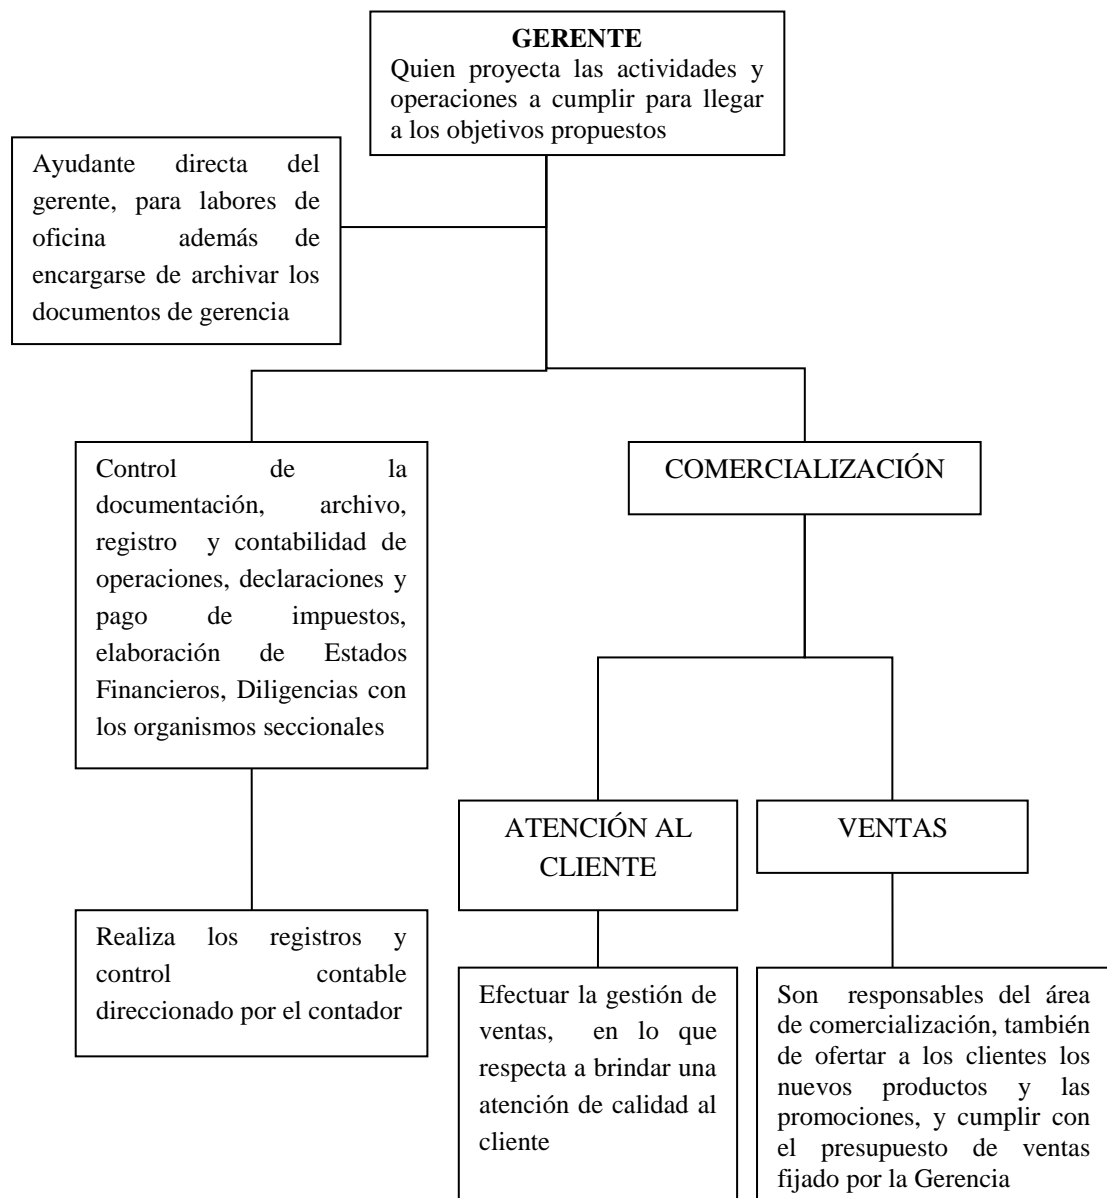 GERENTE
Quien proyecta las actividades y
operaciones a cumplir para llegar
a los objetivos propuestos
Ayudante directa del
gerente, para labores de
oficina además de
encargarse de archivar los
documentos de gerencia
Control de la
documentación, archivo,
registro y contabilidad de
operaciones, declaraciones y
pago de impuestos,
elaboración de Estados
Financieros, Diligencias con
los organismos seccionales
COMERCIALIZACIÓN
ATENCIÓN AL
CLIENTE
VENTAS
Realiza los registros y
control contable
direccionado por el contador
Efectuar la gestión de
ventas, en lo que
respecta a brindar una
atención de calidad al
cliente
Son responsables del área
de comercialización, también
de ofertar a los clientes los
nuevos productos y las
promociones, y cumplir con
el presupuesto de ventas
fijado por la Gerencia